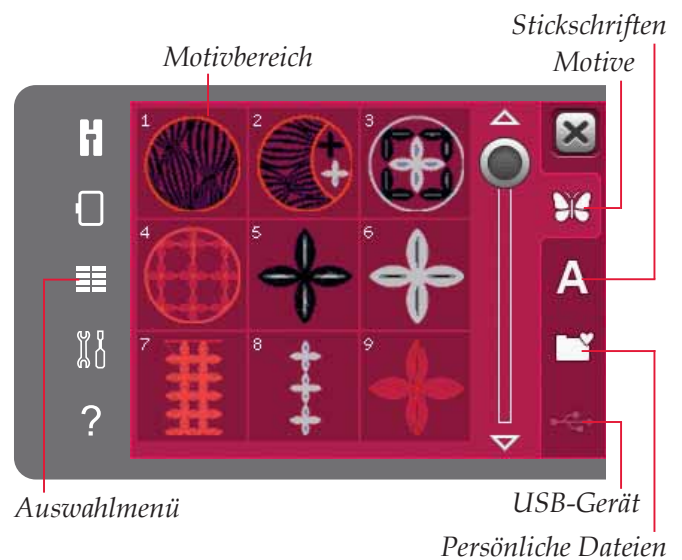 Stickschriften
Motive
Motivbereich
1 2 3
4 5 6
A
7 8 9
?
Auswahlmenü
USB-Gerät
Persönliche Dateien